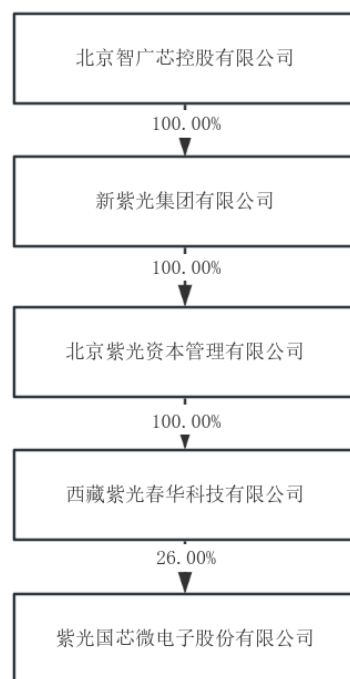 北京智广芯控股有限公司
100.00%
新紫光集团有限公司
100.00%
北京紫光资本管理有限公司
100.00%
西藏紫光春华科技有限公司
26.00%
紫光国芯微电子股份有限公司